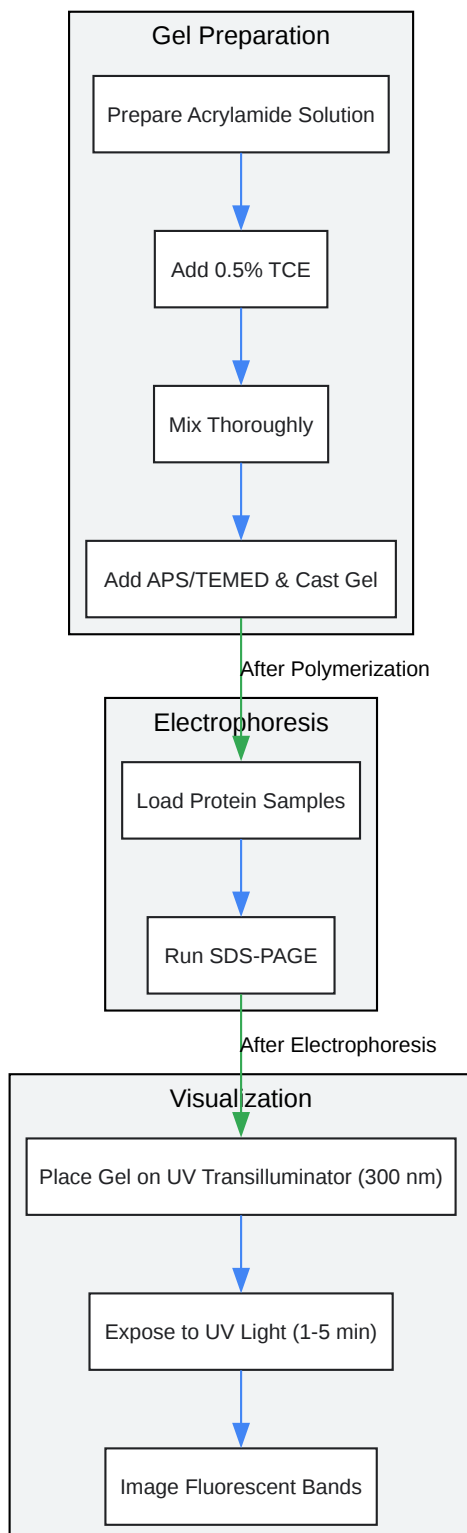 Gel Preparation
Prepare Acrylamide Solution
Add 0.5% TCE
Mix Thoroughly
Add APS/TEMED & Cast Gel
After Polymerization
Electrophoresis
Load Protein Samples
Run SDS-PAGE
After Electrophoresis
Visualization
Place Gel on UV Transilluminator (300 nm)
Expose to UV Light (1-5 min)
Image Fluorescent Bands